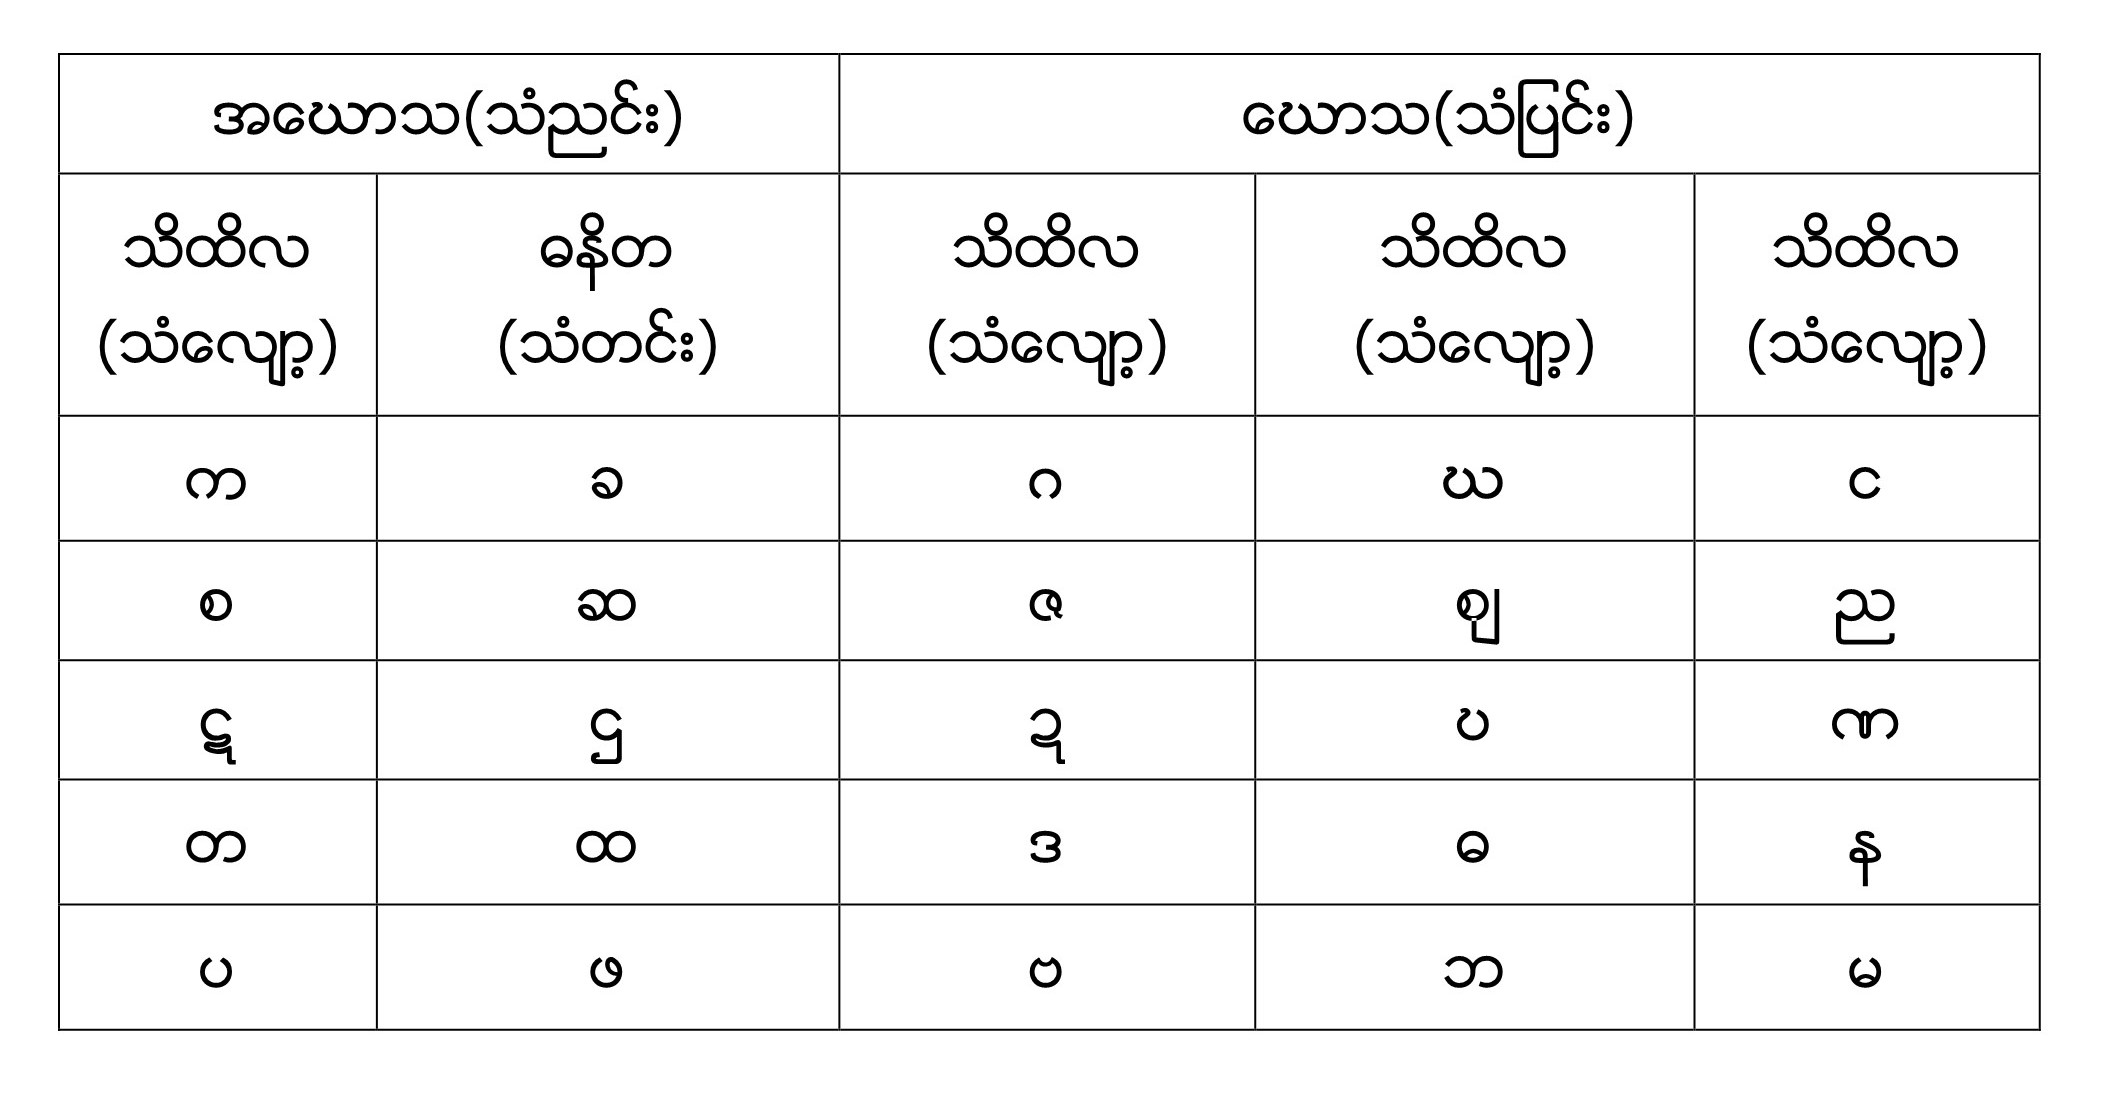 အဃောသ(သံညင်း) ဃောသ(သံပြင်း)
သိထိလ ဓနိတ သိထိလ သိထိလ သိထိလ
(သံလျော့) (သံတင်း) (သံလျော့) (သံလျော့) (သံလျော့)
က ခ ဂ ဃ င
စ ဆ ဇ ဈ ည
ဋ ဌ ဍ ပ ဏ
တ ထ ဒ ဓ န
ပ ဖ ဗ ဘ မ